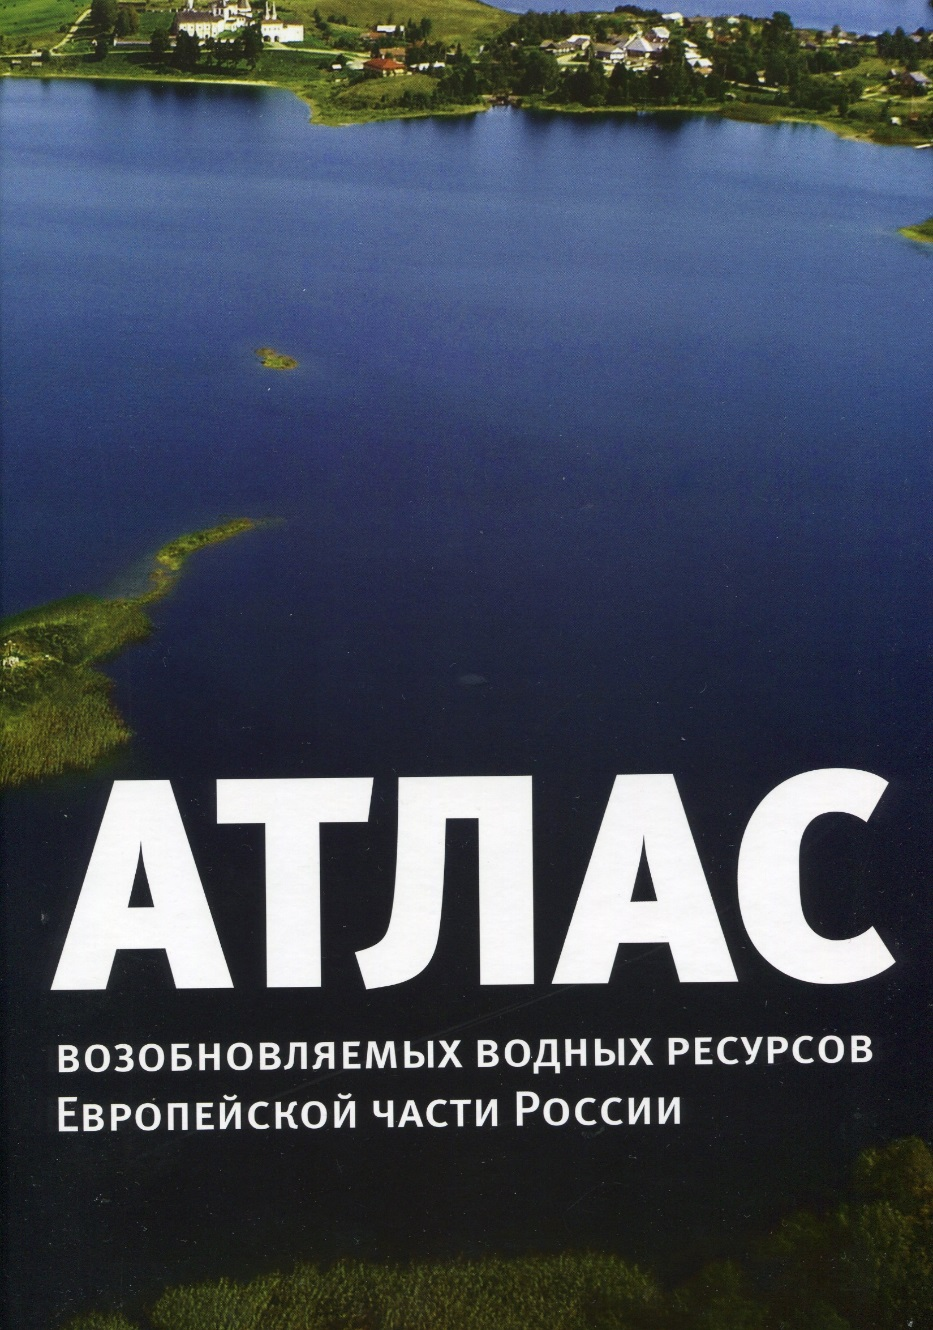 АТЛАС
ВОЗОБНОВЛЯЕМЫХ ВОДНЫХ РЕСУРСОВ
ЕВРОПЕЙСКОЙ ЧАСТИ РОССИИ